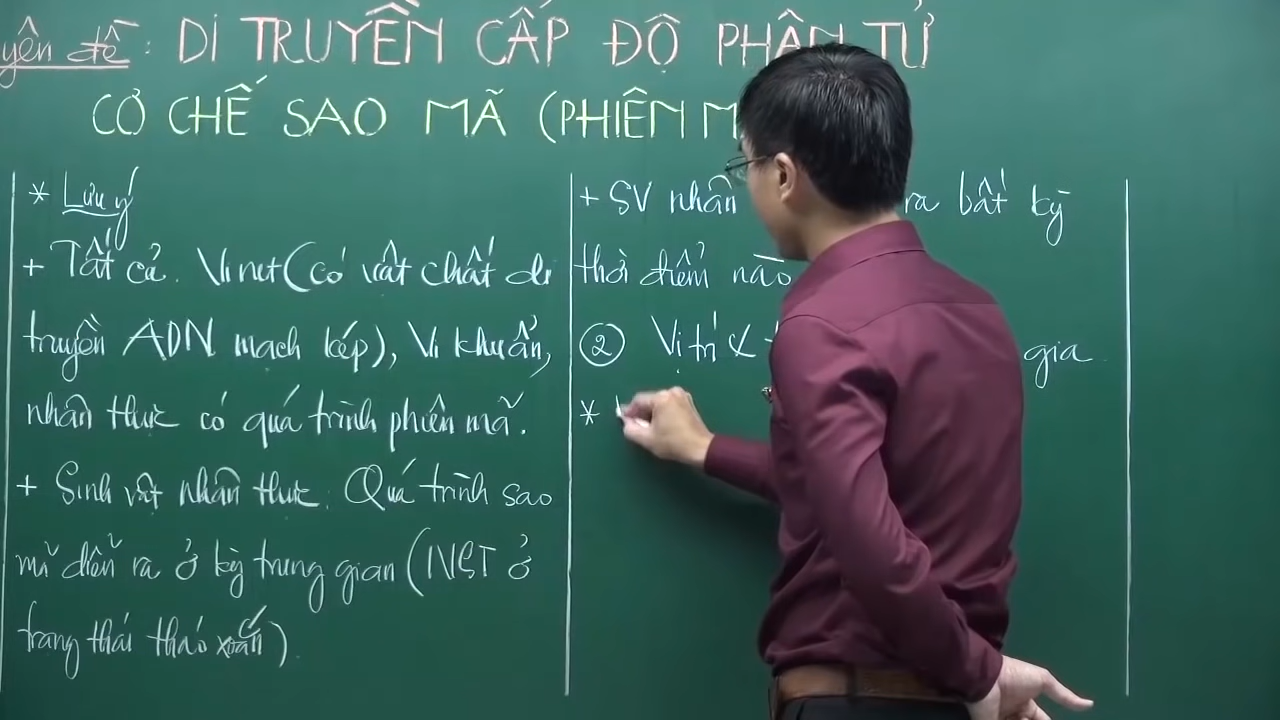 yên đề: DI TRUYỀN CẤP ĐỘ PHÂN TỬ
CƠ CHẾ SAO MÃ (PHIÊN M
* Lưu ý
+ Tất cả. Virut (có vật chất di
truyền ADN mạch kép), Vi khuẩn,
nhân thực có quá trình phiên mã.
+ Sinh vật nhân thực: Quá trình sao
mã diễn ra ở kỳ trung gian (NST ở
trạng thái tháo xoắn).
+ SV nhân ra bất kỳ
thời điểm nào
② Vị trí & gia
*